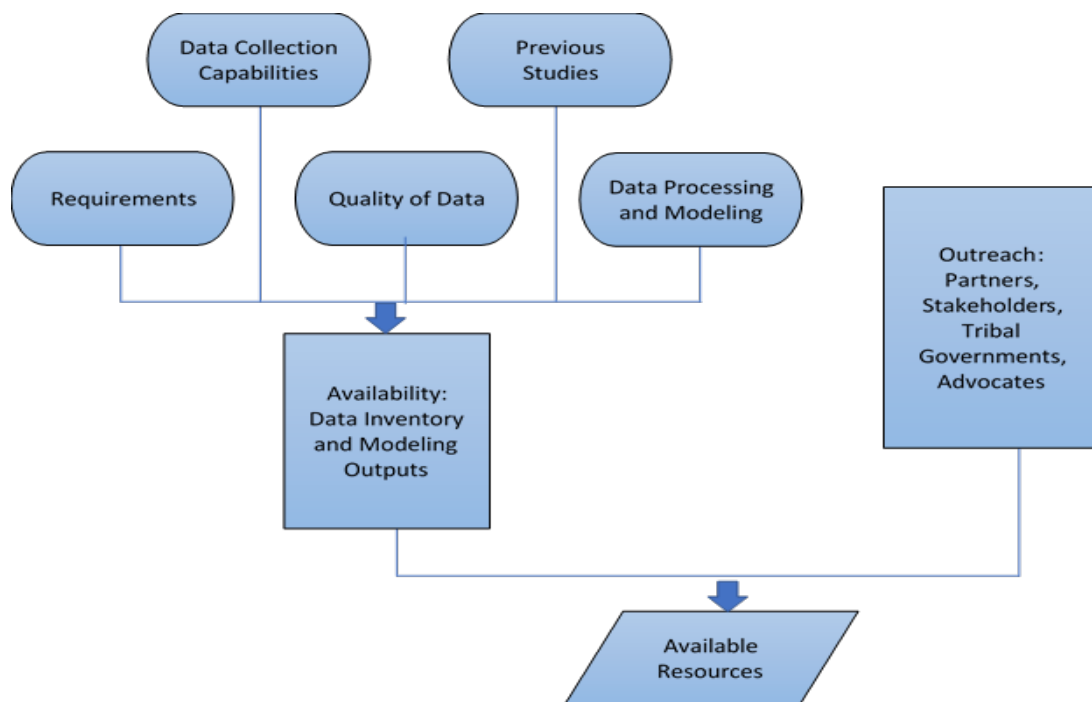 Data Collection
Capabilities
Previous
Studies
Requirements
Quality of Data
Data Processing
and Modeling
Outreach:
Partners,
Stakeholders,
Tribal
Governments,
Advocates
Availability:
Data Inventory
and Modeling
Outputs
Available
Resources